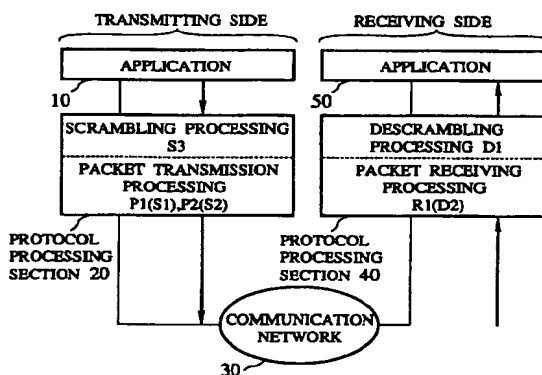 TRANSMITTING SIDE
RECEIVING SIDE
APPLICATION
APPLICATION
10
50
SCRAMBLING PROCESSING
S3
PACKET TRANSMISSION
PROCESSING
P1(S1),P2(S2)
DESCRAMBLING
PROCESSING D1
PACKET RECEIVING
PROCESSING
R1(D2)
PROTOCOL
PROCESSING
SECTION 20
PROTOCOL
PROCESSING
SECTION 40
COMMUNICATION
NETWORK
30